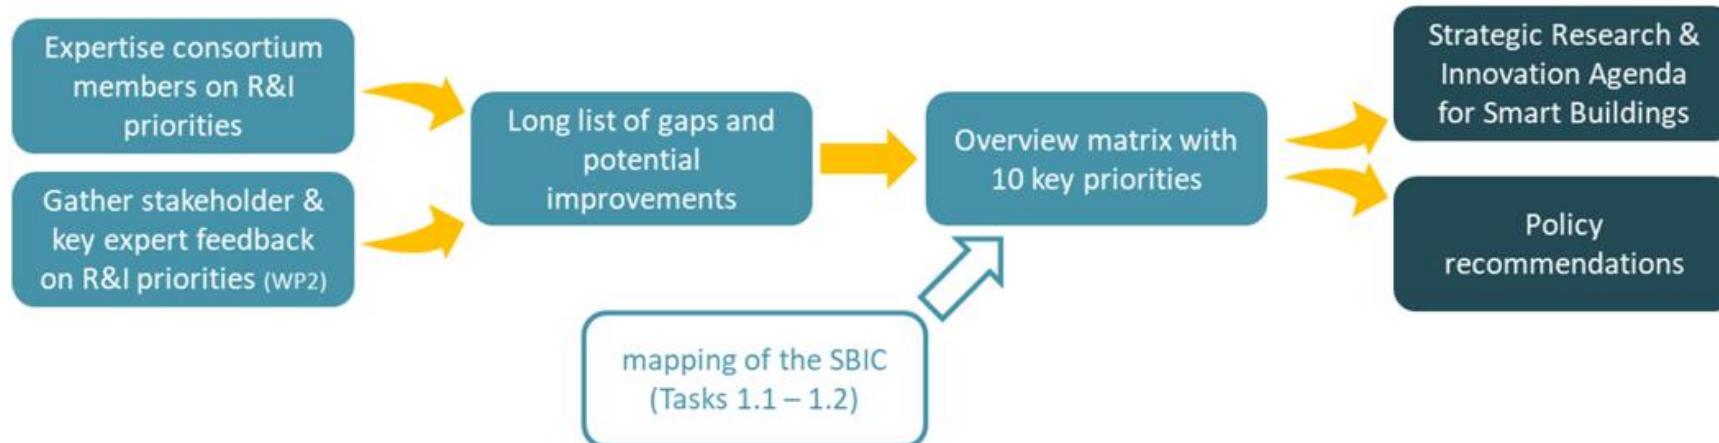 Expertise consortium
members on R&I
priorities
Gather stakeholder &
key expert feedback
on R&I priorities (WP2)
Long list of gaps and
potential
improvements
Overview matrix with
10 key priorities
mapping of the SBIC
(Tasks 1.1 – 1.2)
Strategic Research &
Innovation Agenda
for Smart Buildings
Policy
recommendations